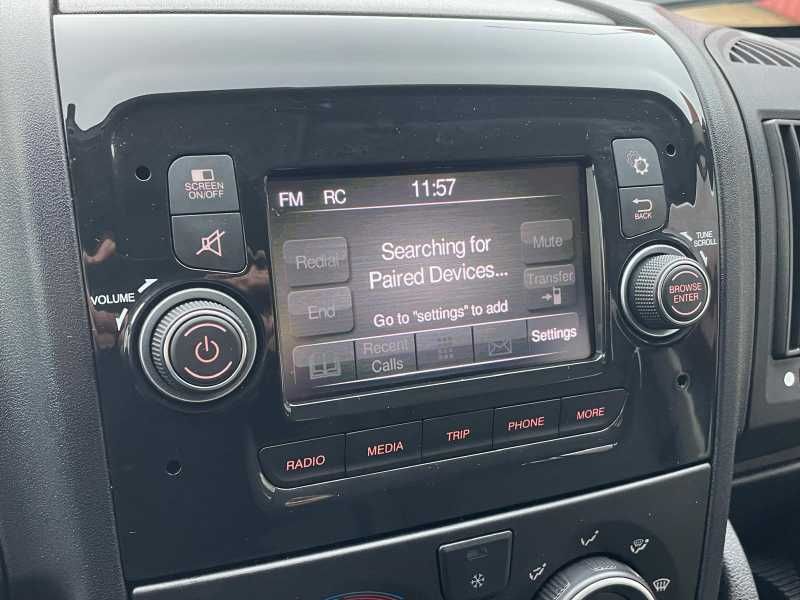 FM RC 11:57
SCREEN
ON/OFF
BACK
Redial
Searching for
Paired Devices...
Mute
TUNE
SCROLL
VOLUME
End
Go to "settings" to add
Transfer
BROWSE
ENTER
Recent
Calls
Settings
RADIO MEDIA TRIP PHONE MORE